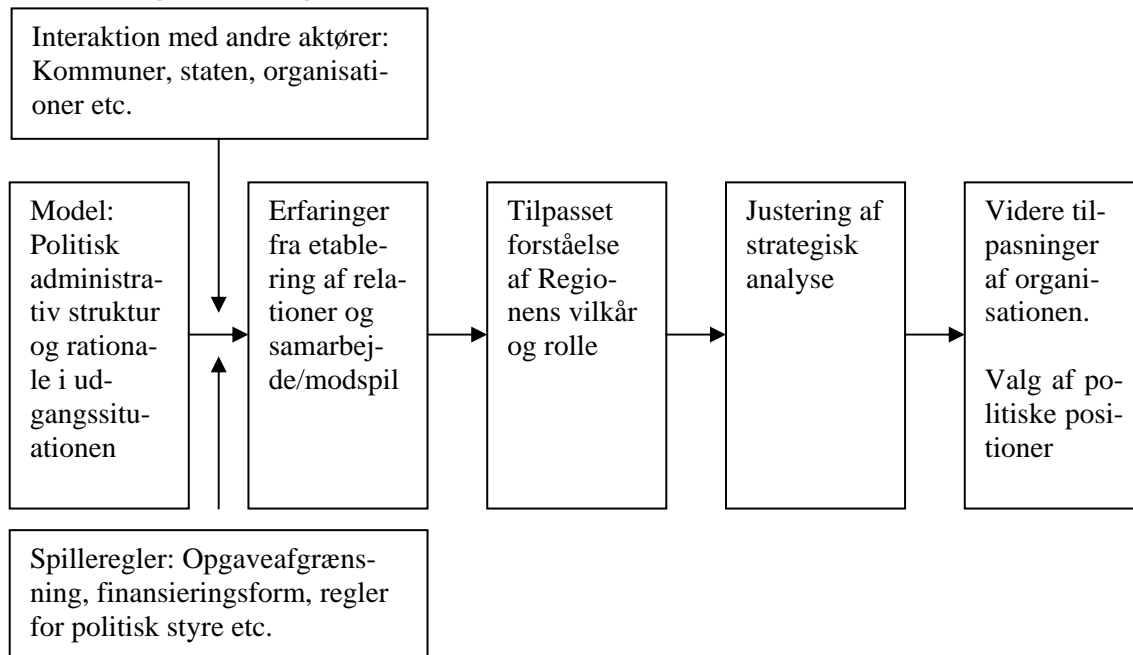 Interaktion med andre aktører:
Kommuner, staten, organisati-
oner etc.
Model:
Politisk
administra-
tiv struktur
og rationa-
le i ud-
gangssitu-
ationen
Erfaringer
fra etable-
ring af rela-
tioner og
samarbej-
de/modspil
Tilpasset
forståelse
af Regio-
nens vilkår
og rolle
Justering af
strategisk
analyse
Videre til-
pasninger
af organi-
sationen.
Valg af po-
litiske posi-
tioner
Spilleregler: Opgaveafgræns-
ning, finansieringsform, regler
for politisk styre etc.